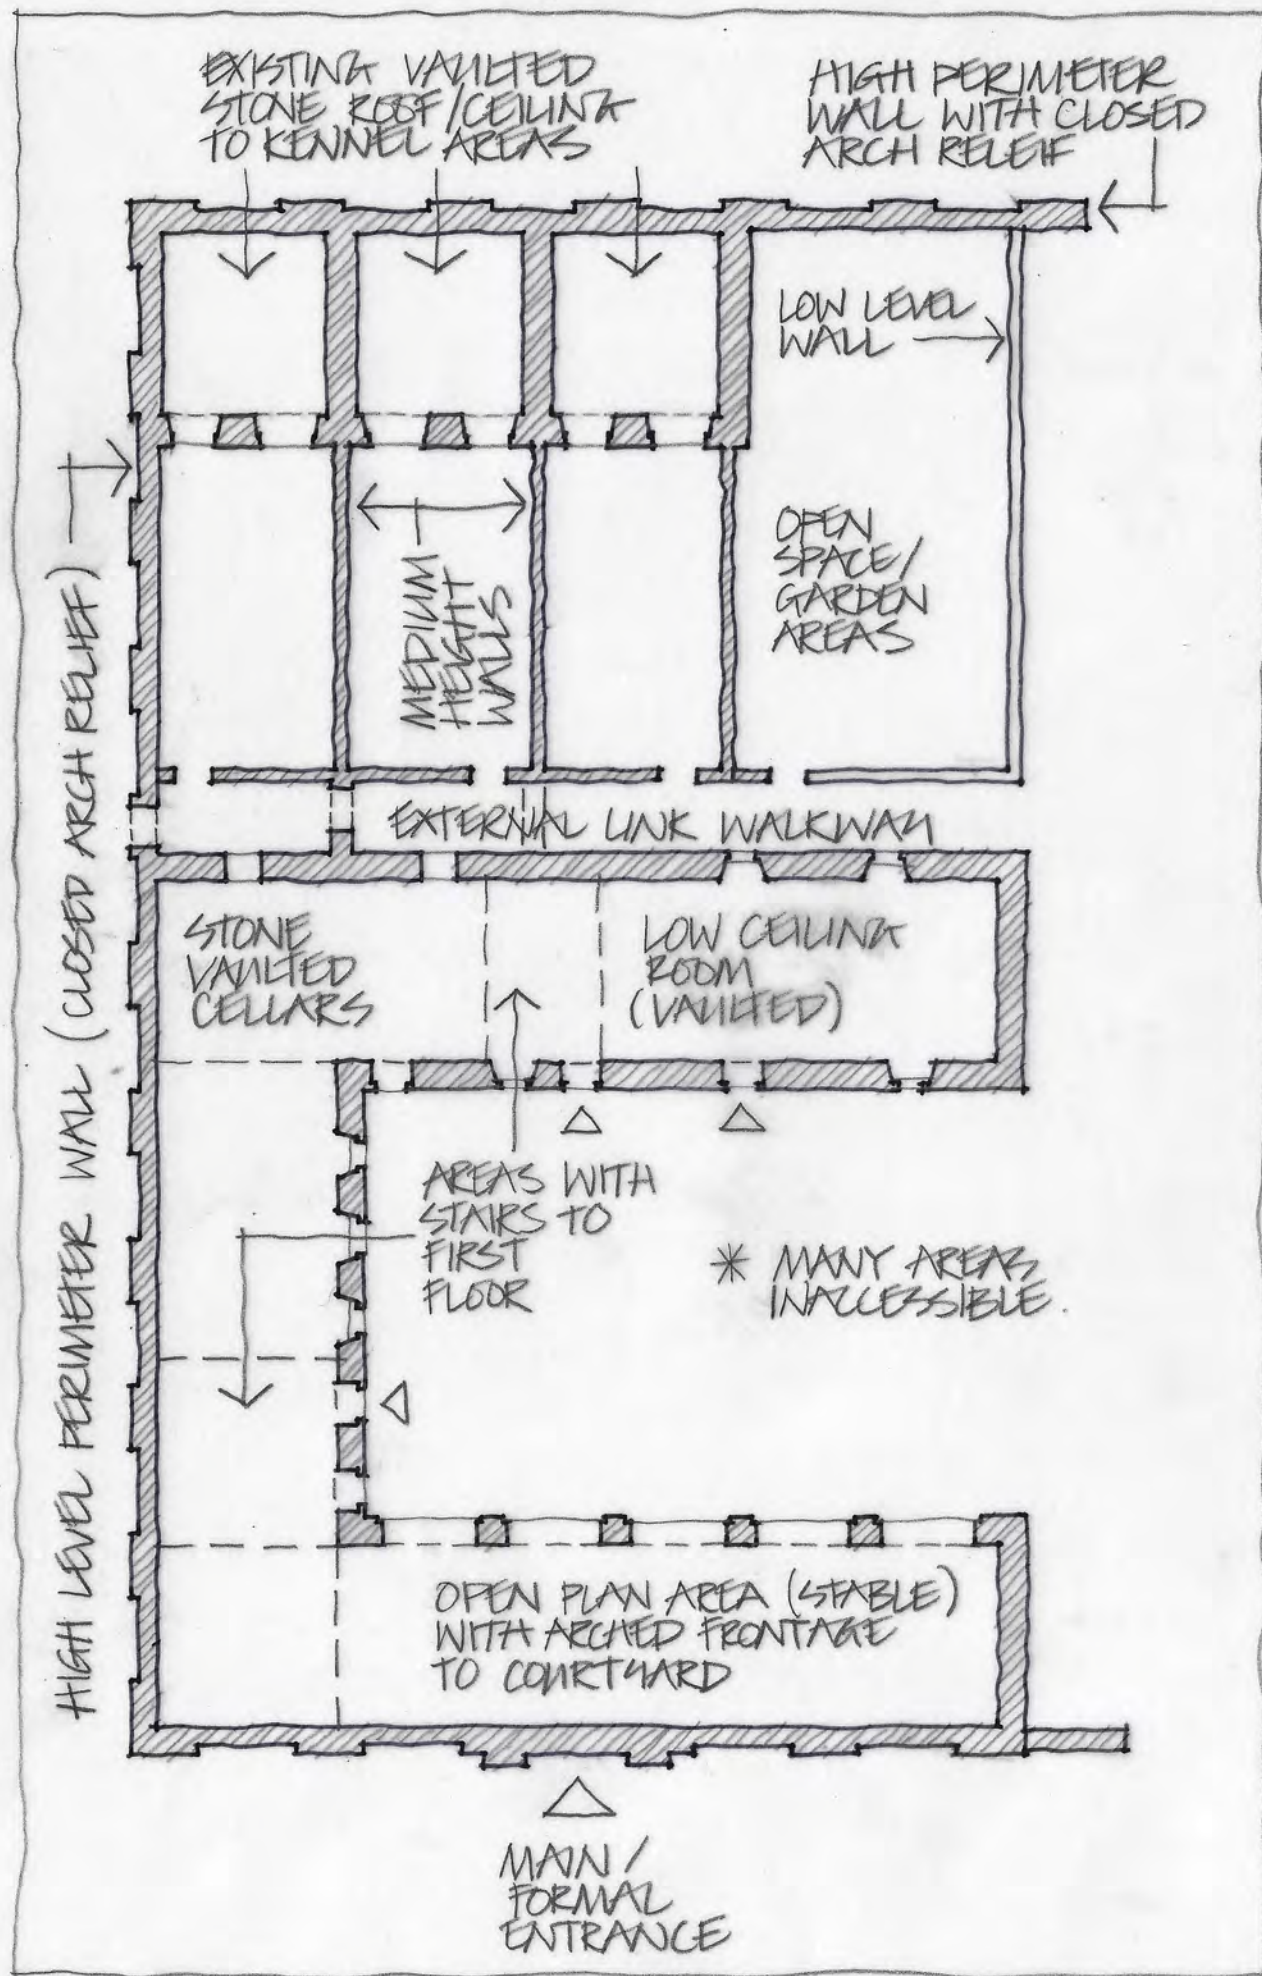 EXISTING VAULTED
STONE ROOF/CEILING
TO KENNEL AREAS
HIGH PERIMETER
WALL WITH CLOSED
ARCH RELEIF
LOW LEVEL
WALL
OPEN
SPACE/
GARDEN
AREAS
MEDIUM
HEIGHT
WALLS
HIGH LEVEL PERIMETER WALL (CLOSED ARCH RELIEF)
EXTERNAL LINK WALKWAY
STONE
VAULTED
CELLARS
LOW CEILING
ROOM
(VAULTED)
AREAS WITH
STAIRS TO
FIRST
FLOOR
* MANY AREAS
INACCESSIBLE.
OPEN PLAN AREA (STABLE)
WITH ARCHED FRONTAGE
TO COURTYARD
MAIN/
FORMAL
ENTRANCE